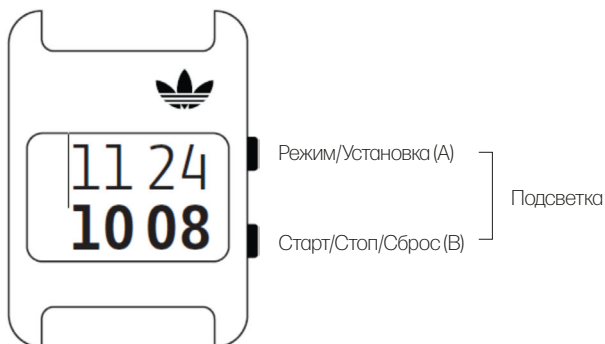 11 24
10 08
Режим/Установка (A)
Подсветка
Старт/Стоп/Сброс (B)